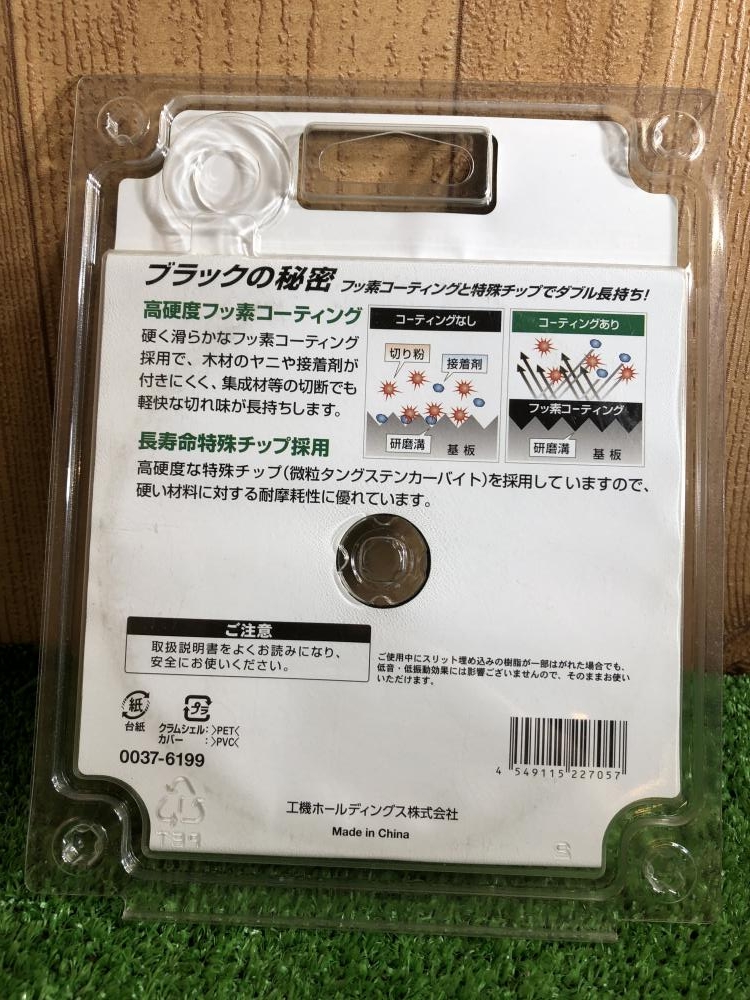 ブラックの秘密 フッ素コーティングと特殊チップでダブル長持ち!
高硬度フッ素コーティング
硬く滑らかなフッ素コーティング
採用で、木材のヤニや接着剤が
付きにくく、集成材等の切断でも
軽快な切れ味が長持ちします。
コーティングなし
切り粉
接着剤
研磨溝
基板
コーティングあり
フッ素コーティング
研磨溝
基板
長寿命特殊チップ採用
高硬度な特殊チップ(微粒タングステンカーバイト)を採用していますので、
硬い材料に対する耐摩耗性に優れています。
ご注意
取扱説明書をよくお読みになり、
安全にお使いください。
ご使用中にスリット埋め込みの樹脂が一部はがれた場合でも、
低音・低振動効果には影響ございませんので、そのままお使い
いただけます。
紙
台紙
プラ
クラムシェル:>PET<
カバー :>PVC<
0037-6199
4 549115 227057
工機ホールディングス株式会社
Made in China